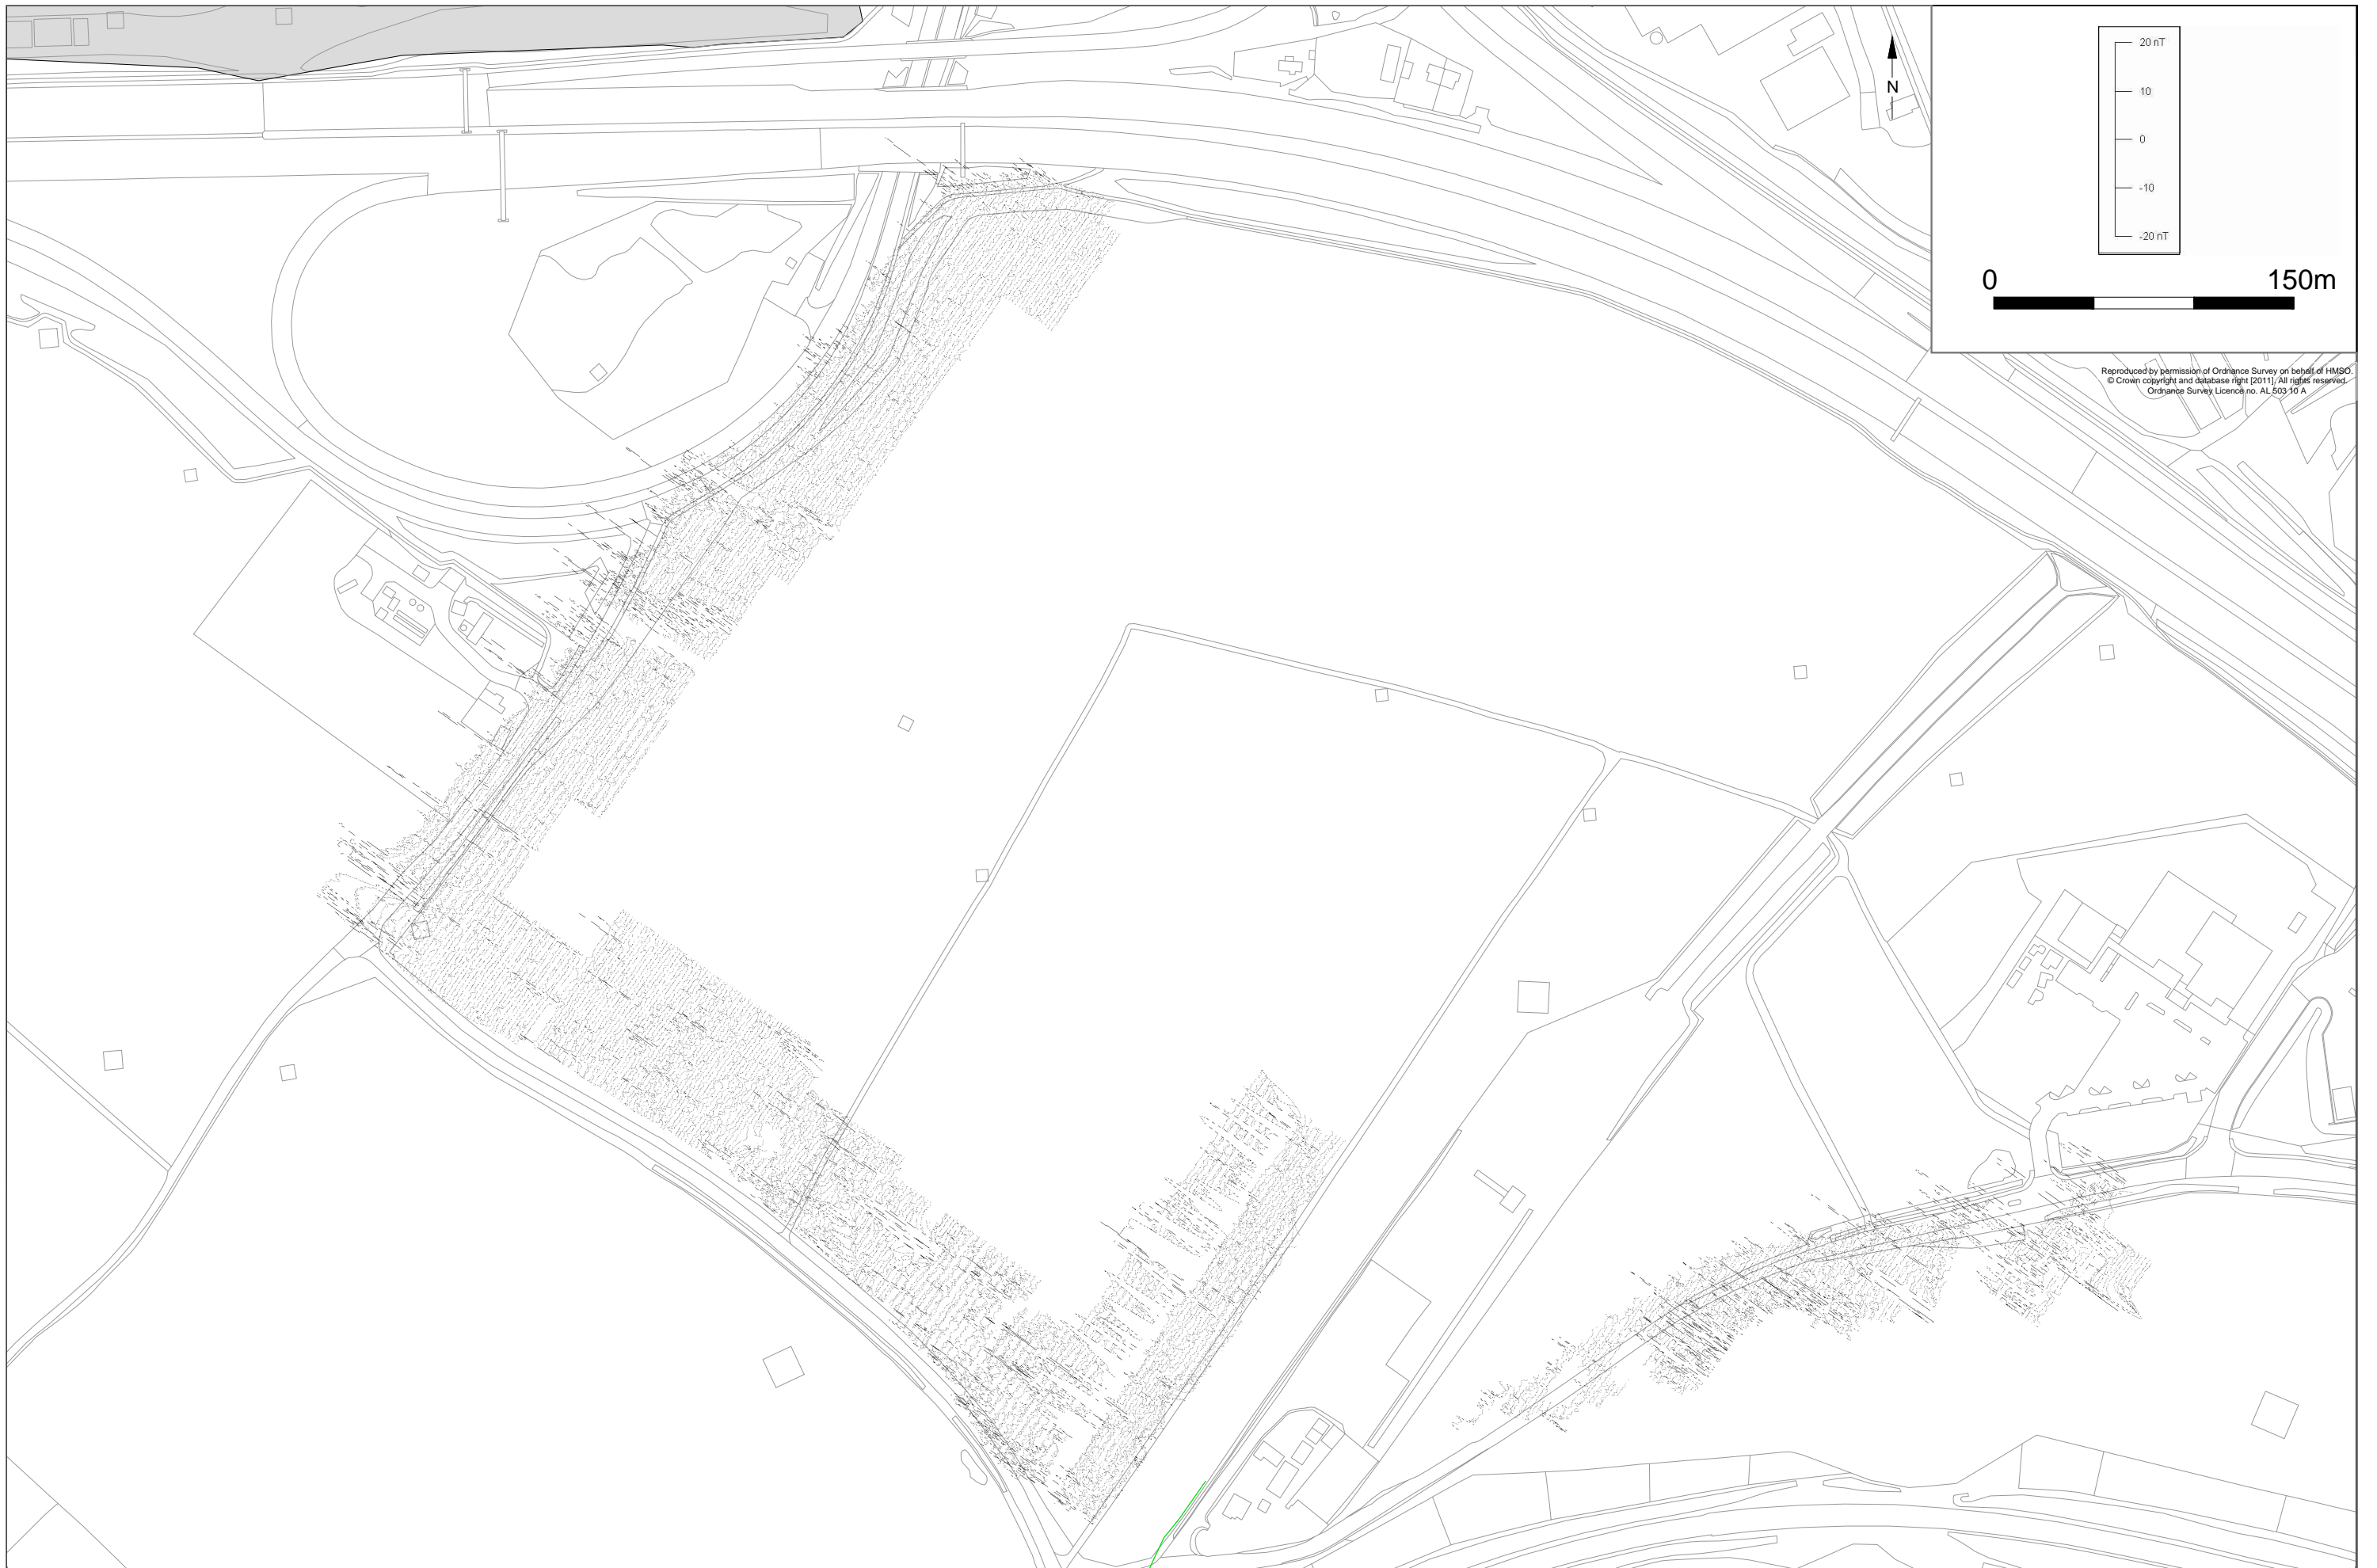 20 nT
10
0
-10
-20 nT
N
0 150m
Reproduced by permission of Ordnance Survey on behalf of HMSO.
© Crown copyright and database right [2011]. All rights reserved.
Ordnance Survey Licence no. AL 503 10 A